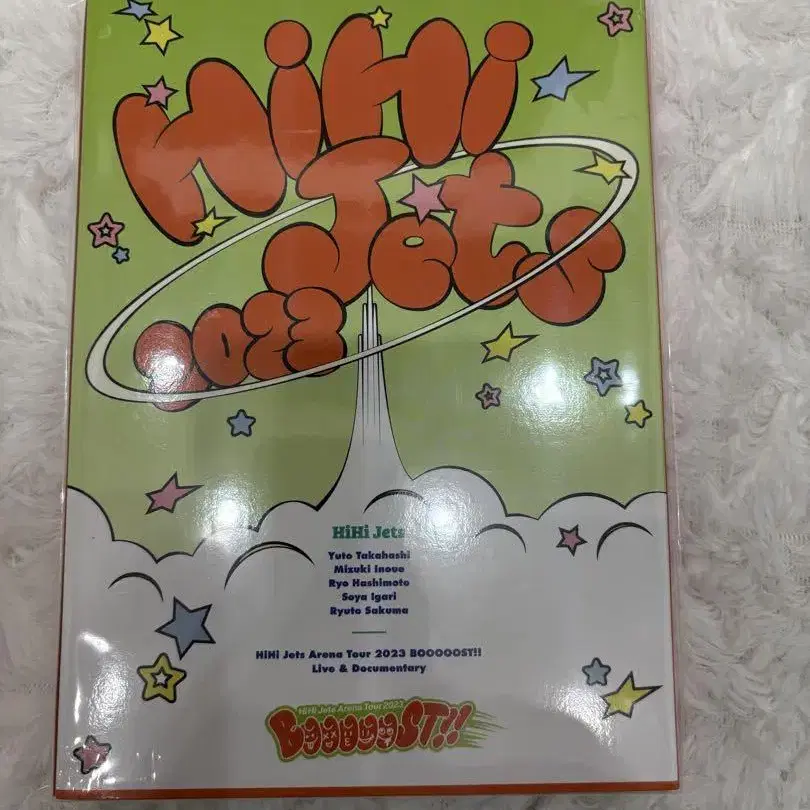 HiHi
Jets
2023
HiHi Jets
Yuto Takahashi
Mizuki Inoue
Ryo Hashimoto
Soya Igari
Ryuto Sakuma
HiHi Jets Arena Tour 2023 BOOOOOST!!
Live & Documentary
HiHi Jets Arena Tour 2023
BOOOOOST!!